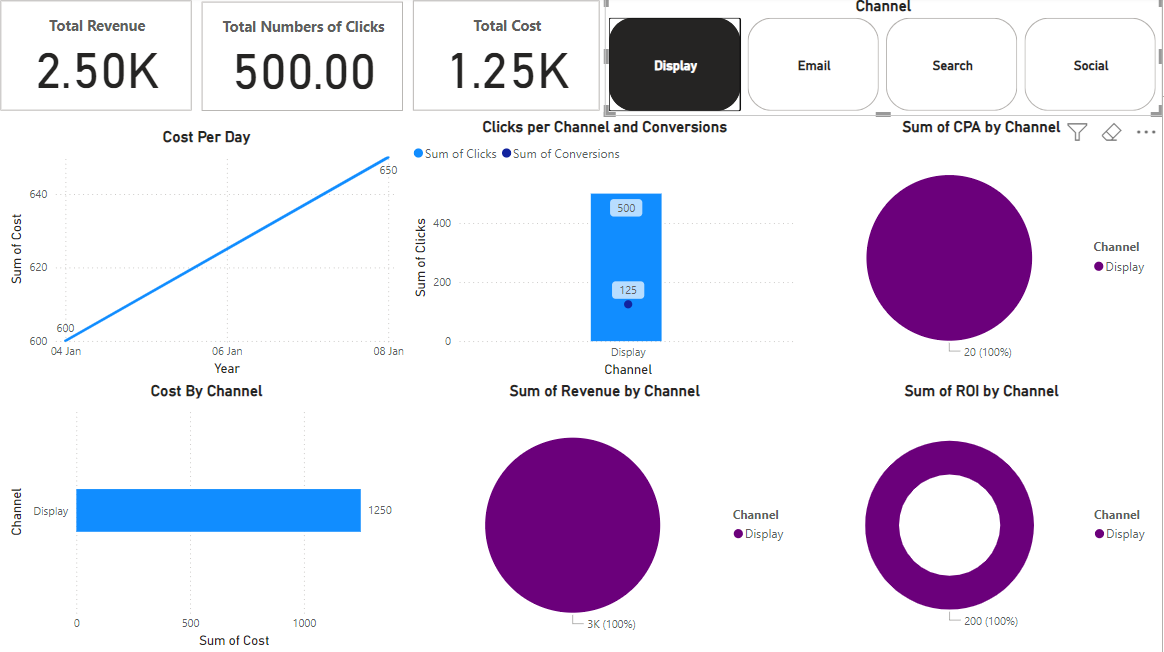 Total Revenue
2.50K
Total Numbers of Clicks
500.00
Total Cost
1.25K
Channel
Display
Email
Search
Social
Cost Per Day
Sum of Cost
640
620
600
600
650
04 Jan
06 Jan
08 Jan
Year
Clicks per Channel and Conversions
Sum of Clicks
Sum of Conversions
Sum of Clicks
400
200
0
500
125
Display
Channel
Sum of CPA by Channel
Channel
Display
20 (100%)
Cost By Channel
Channel
Display
1250
0
500
1000
Sum of Cost
Sum of Revenue by Channel
Channel
Display
3K (100%)
Sum of ROI by Channel
Channel
Display
200 (100%)